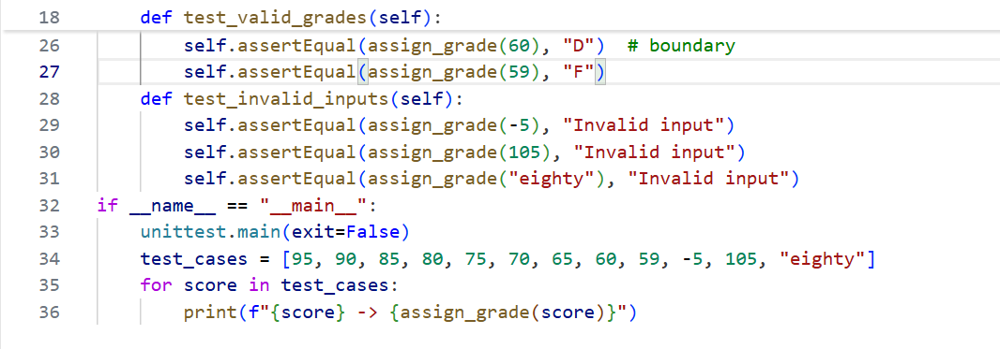 18 def test_valid_grades(self):
26 self.assertEqual(assign_grade(60), "D")  # boundary
27 self.assertEqual(assign_grade(59), "F")
28 def test_invalid_inputs(self):
29 self.assertEqual(assign_grade(-5), "Invalid input")
30 self.assertEqual(assign_grade(105), "Invalid input")
31 self.assertEqual(assign_grade("eighty"), "Invalid input")
32 if __name__ == "__main__":
33 unittest.main(exit=False)
34 test_cases = [95, 90, 85, 80, 75, 70, 65, 60, 59, -5, 105, "eighty"]
35 for score in test_cases:
36 print(f"{score} -> {assign_grade(score)}")